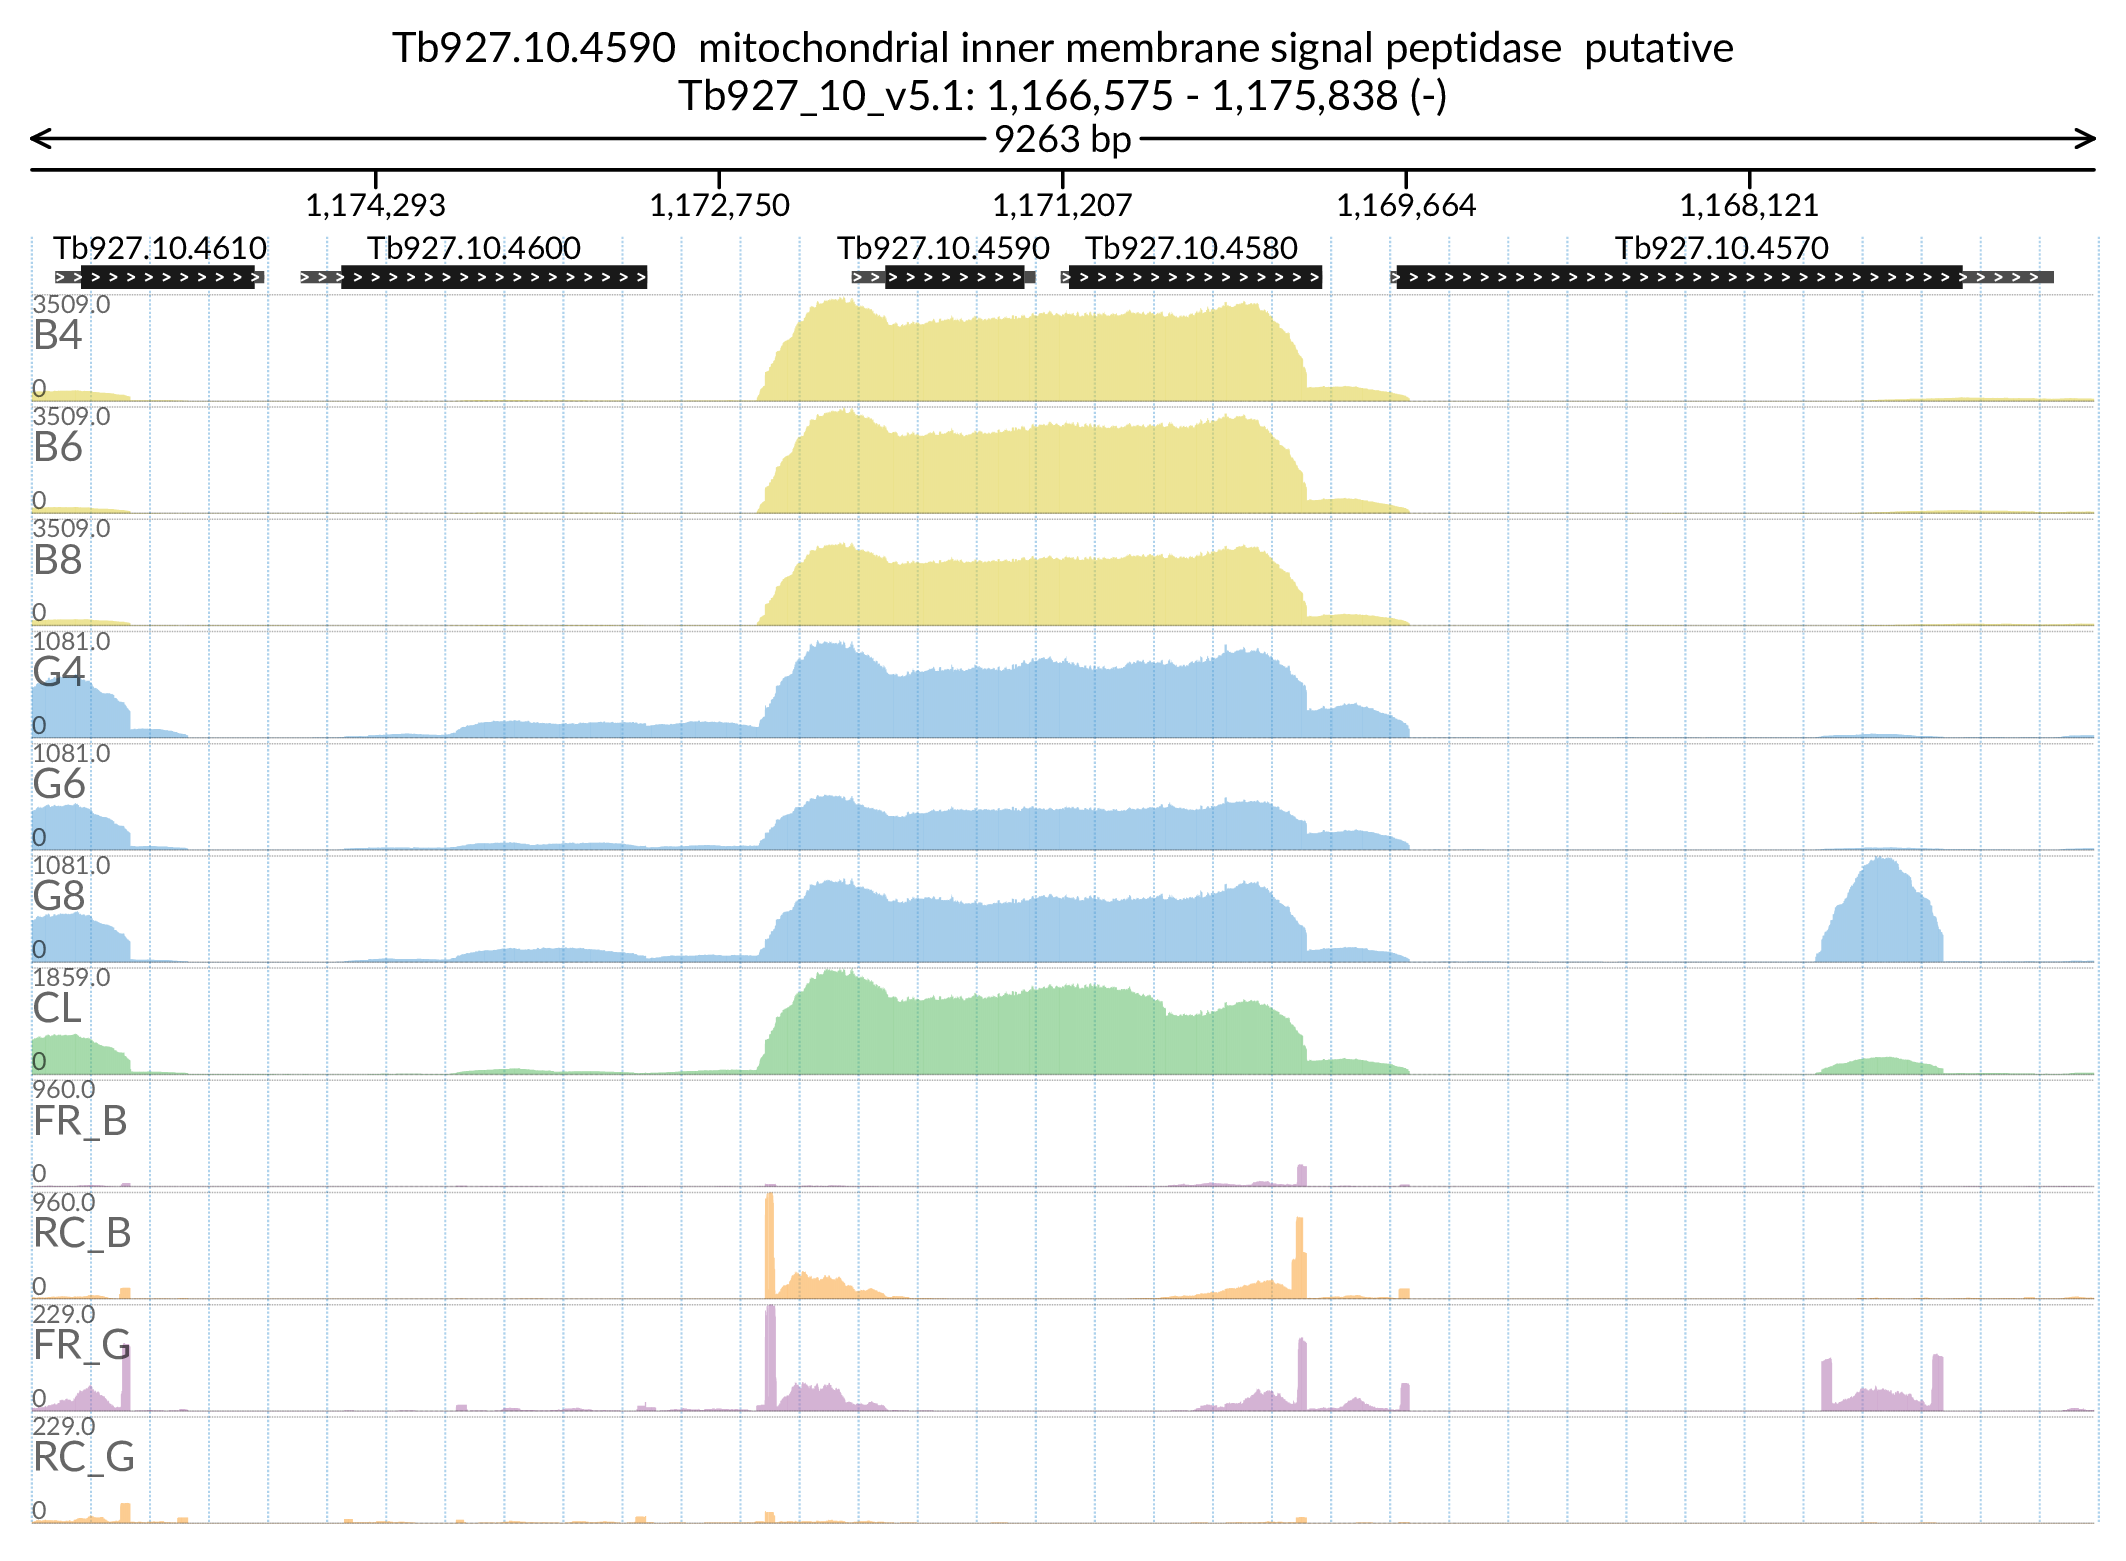 Tb927.10.4590  mitochondrial inner membrane signal peptidase  putative
Tb927_10_v5.1: 1,166,575 - 1,175,838 (-)
9263 bp
1,174,293 1,172,750 1,171,207 1,169,664 1,168,121
Tb927.10.4610 Tb927.10.4600 Tb927.10.4590 Tb927.10.4580 Tb927.10.4570
3509.0
B4
0
3509.0
B6
0
3509.0
B8
0
1081.0
G4
0
1081.0
G6
0
1081.0
G8
0
1859.0
CL
0
960.0
FR_B
0
960.0
RC_B
0
229.0
FR_G
0
229.0
RC_G
0